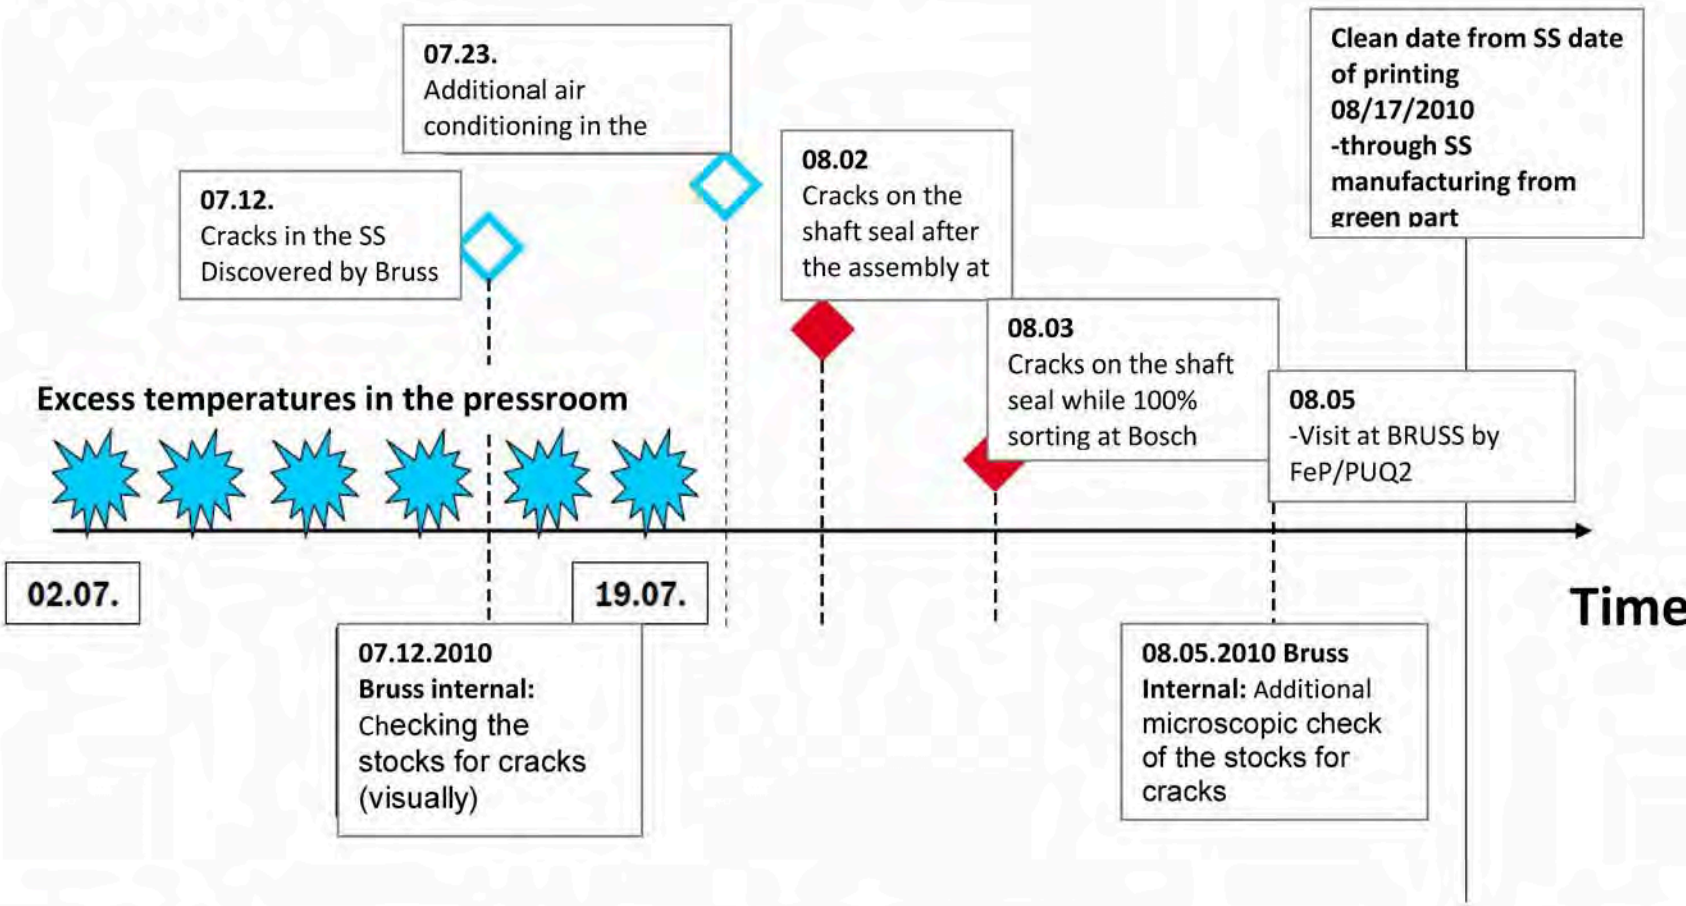 07.23.
Additional air
conditioning in the
07.12.
Cracks in the SS
Discovered by Bruss
08.02
Cracks on the
shaft seal after
the assembly at
08.03
Cracks on the shaft
seal while 100%
sorting at Bosch
Clean date from SS date
of printing
08/17/2010
-through SS
manufacturing from
green part
08.05
-Visit at BRUSS by
FeP/PUQ2
Excess temperatures in the pressroom
02.07.
19.07.
Time
07.12.2010
Bruss internal:
Checking the
stocks for cracks
(visually)
08.05.2010 Bruss
Internal: Additional
microscopic check
of the stocks for
cracks